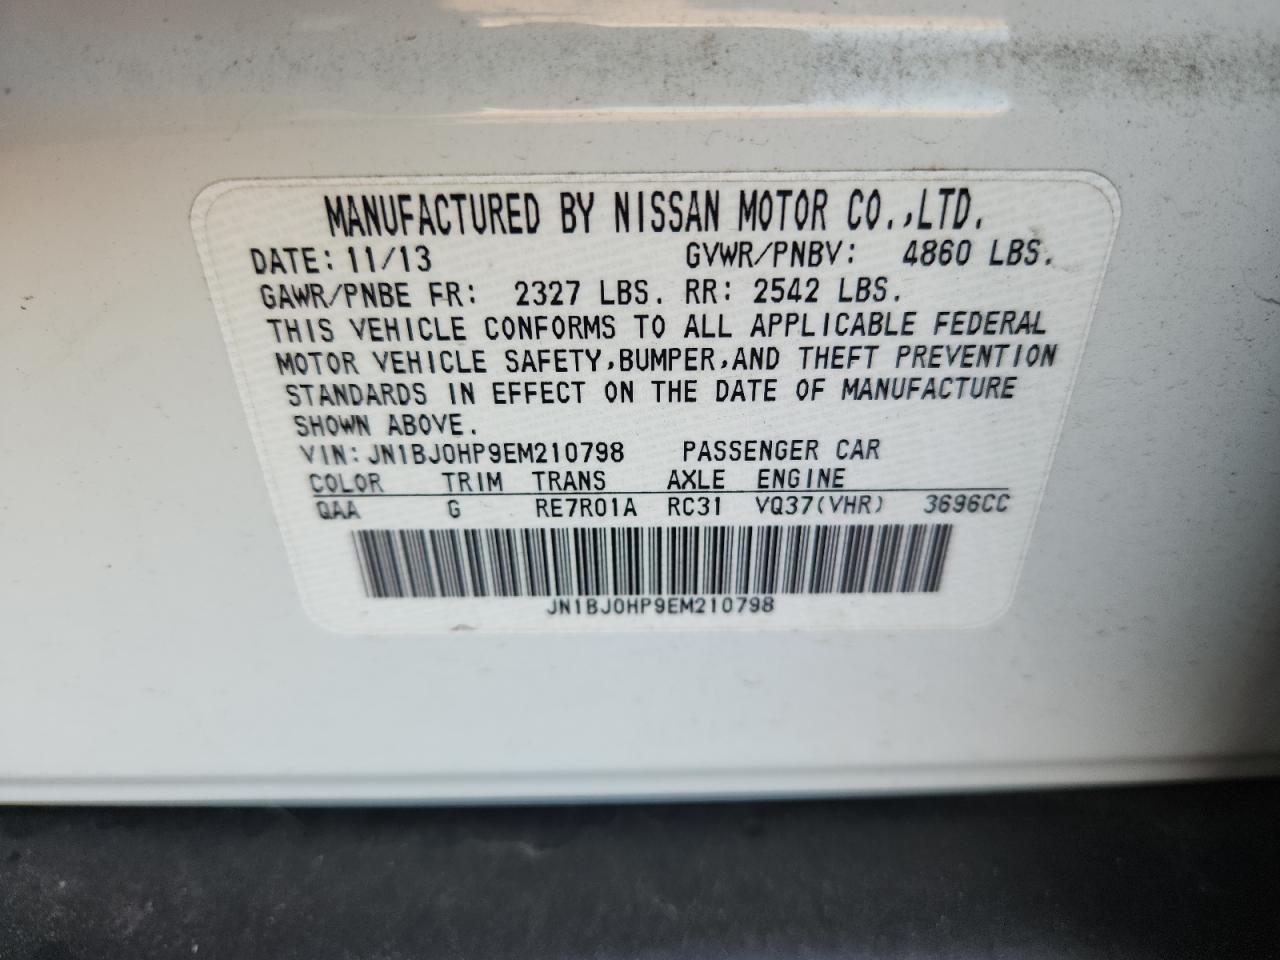 MANUFACTURED BY NISSAN MOTOR CO.,LTD.
DATE: 11/13 GVWR/PNBV: 4860 LBS.
GAWR/PNBE FR: 2327 LBS. RR: 2542 LBS.
THIS VEHICLE CONFORMS TO ALL APPLICABLE FEDERAL
MOTOR VEHICLE SAFETY,BUMPER,AND THEFT PREVENTION
STANDARDS IN EFFECT ON THE DATE OF MANUFACTURE
SHOWN ABOVE.
VIN: JN1BJ0HP9EM210798 PASSENGER CAR
COLOR TRIM TRANS AXLE ENGINE
QAA G RE7R01A RC31 VQ37(VHR) 3696CC
JN1BJ0HP9EM210798